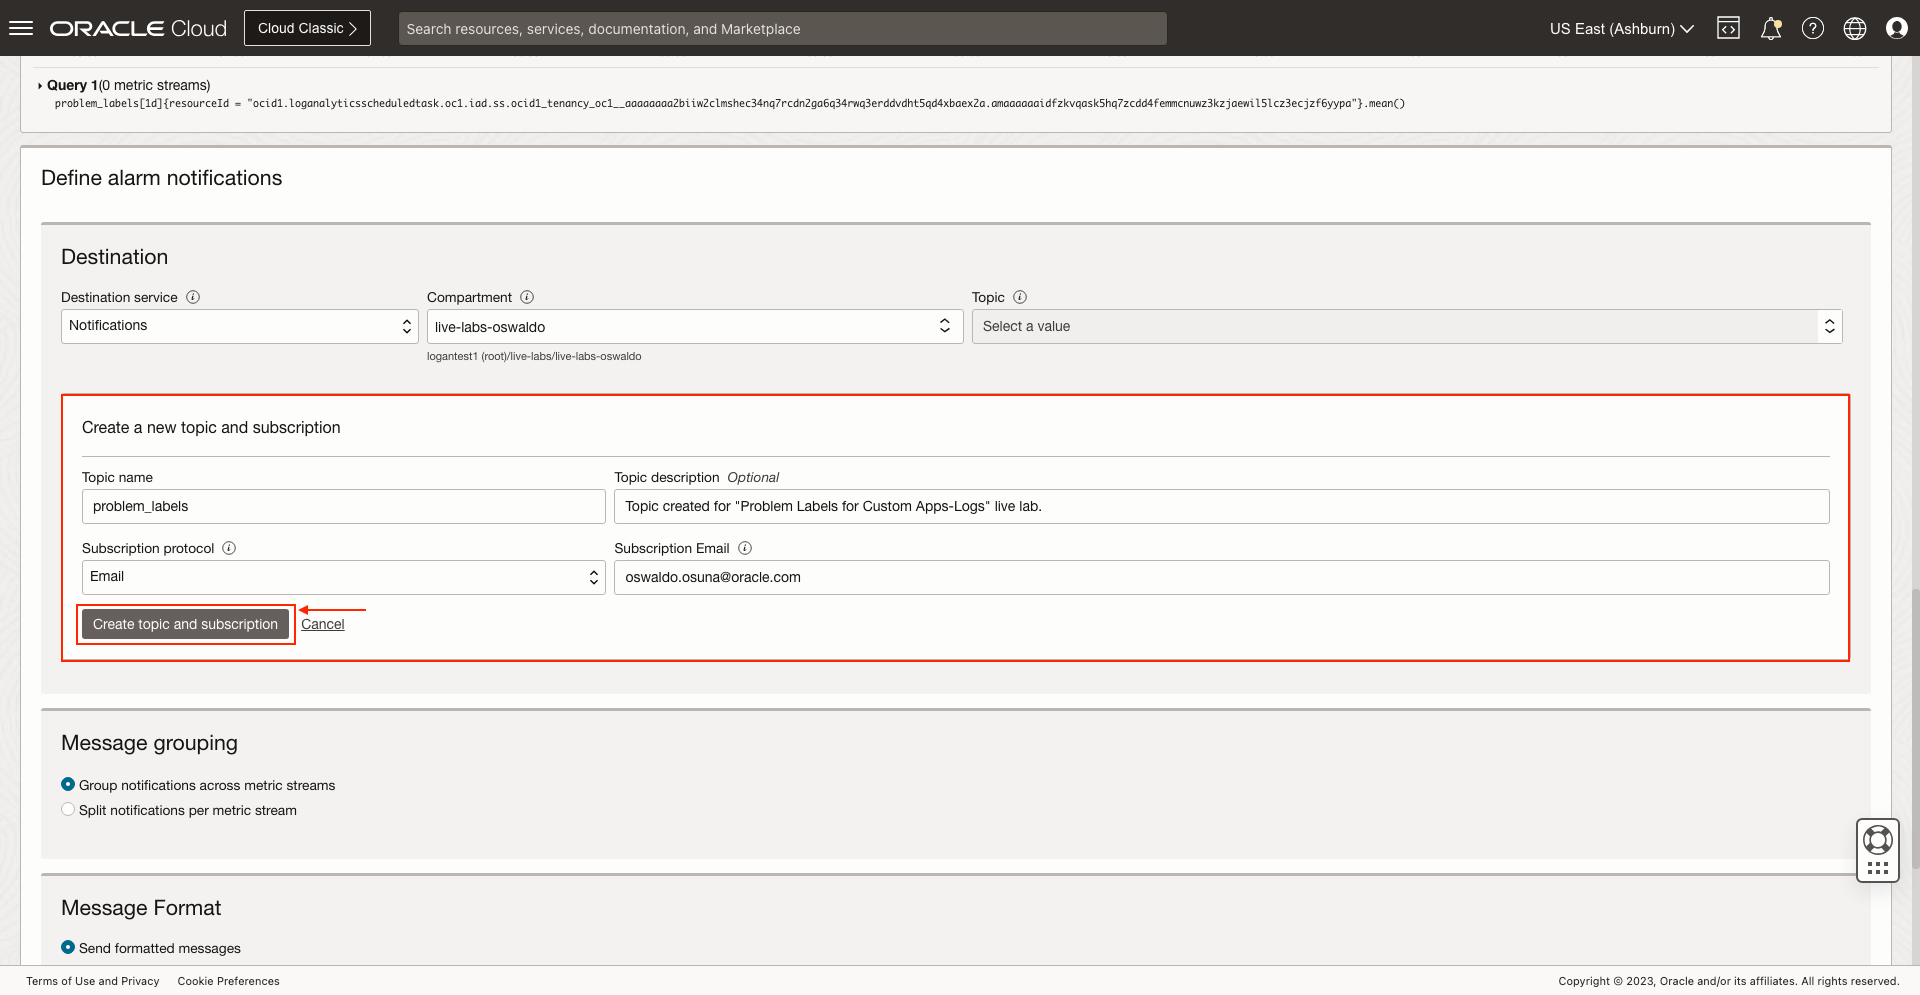 ORACLE Cloud
Cloud Classic
Search resources, services, documentation, and Marketplace
US East (Ashburn)
Query 1(0 metric streams)
problem_labels[1d]{resourceId = "ocid1.loganalyticsscheduledtask.oc1.iad.ss.ocid1_tenancy_oc1__aaaaaaaa2biiw2clmshec34nq7rcdn2ga6q34rwq3erddvdht5qd4xbaex2a.amaaaaaaidfzkvqask5hq7zcdd4femmcnuwz3kzjaewil5lcz3ecjzf6yypa"}.mean()
Define alarm notifications
Destination
Destination service
Compartment
Topic
Notifications
live-labs-oswaldo
Select a value
logantest1 (root)/live-labs/live-labs-oswaldo
Create a new topic and subscription
Topic name
Topic description Optional
problem_labels
Topic created for "Problem Labels for Custom Apps-Logs" live lab.
Subscription protocol
Subscription Email
Email
oswaldo.osuna@oracle.com
Create topic and subscription
Cancel
Message grouping
Group notifications across metric streams
Split notifications per metric stream
Message Format
Send formatted messages
Terms of Use and Privacy
Cookie Preferences
Copyright © 2023, Oracle and/or its affiliates. All rights reserved.